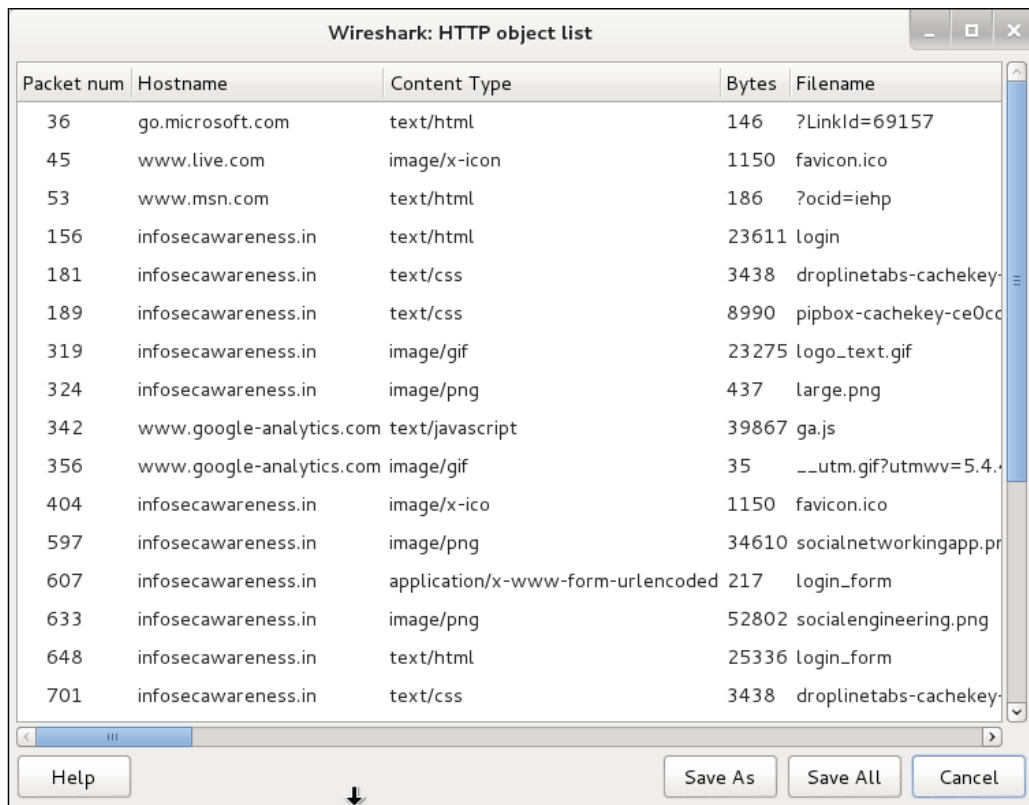 Wireshark: HTTP object list
Packet num Hostname Content Type Bytes Filename
36 go.microsoft.com text/html 146 ?LinkId=69157
45 www.live.com image/x-icon 1150 favicon.ico
53 www.msn.com text/html 186 ?ocid=iehp
156 infosecawareness.in text/html 23611 login
181 infosecawareness.in text/css 3438 droplinetabs-cachekey-
189 infosecawareness.in text/css 8990 pipbox-cachekey-ce0cc
319 infosecawareness.in image/gif 23275 logo_text.gif
324 infosecawareness.in image/png 437 large.png
342 www.google-analytics.com text/javascript 39867 ga.js
356 www.google-analytics.com image/gif 35 __utm.gif?utmwv=5.4.4
404 infosecawareness.in image/x-ico 1150 favicon.ico
597 infosecawareness.in image/png 34610 socialnetworkingapp.pr
607 infosecawareness.in application/x-www-form-urlencoded 217 login_form
633 infosecawareness.in image/png 52802 socialengineering.png
648 infosecawareness.in text/html 25336 login_form
701 infosecawareness.in text/css 3438 droplinetabs-cachekey-
Help Save As Save All Cancel